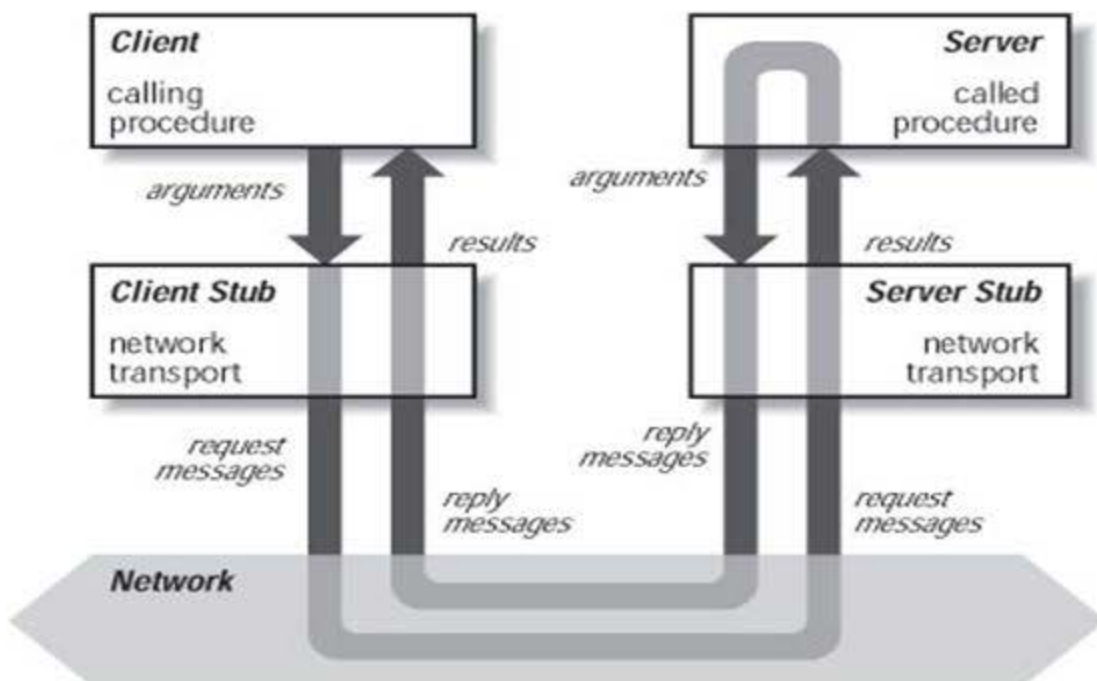 Client
calling
procedure
Server
called
procedure
arguments
results
arguments
results
Client Stub
network
transport
Server Stub
network
transport
request
messages
reply
messages
reply
messages
request
messages
Network